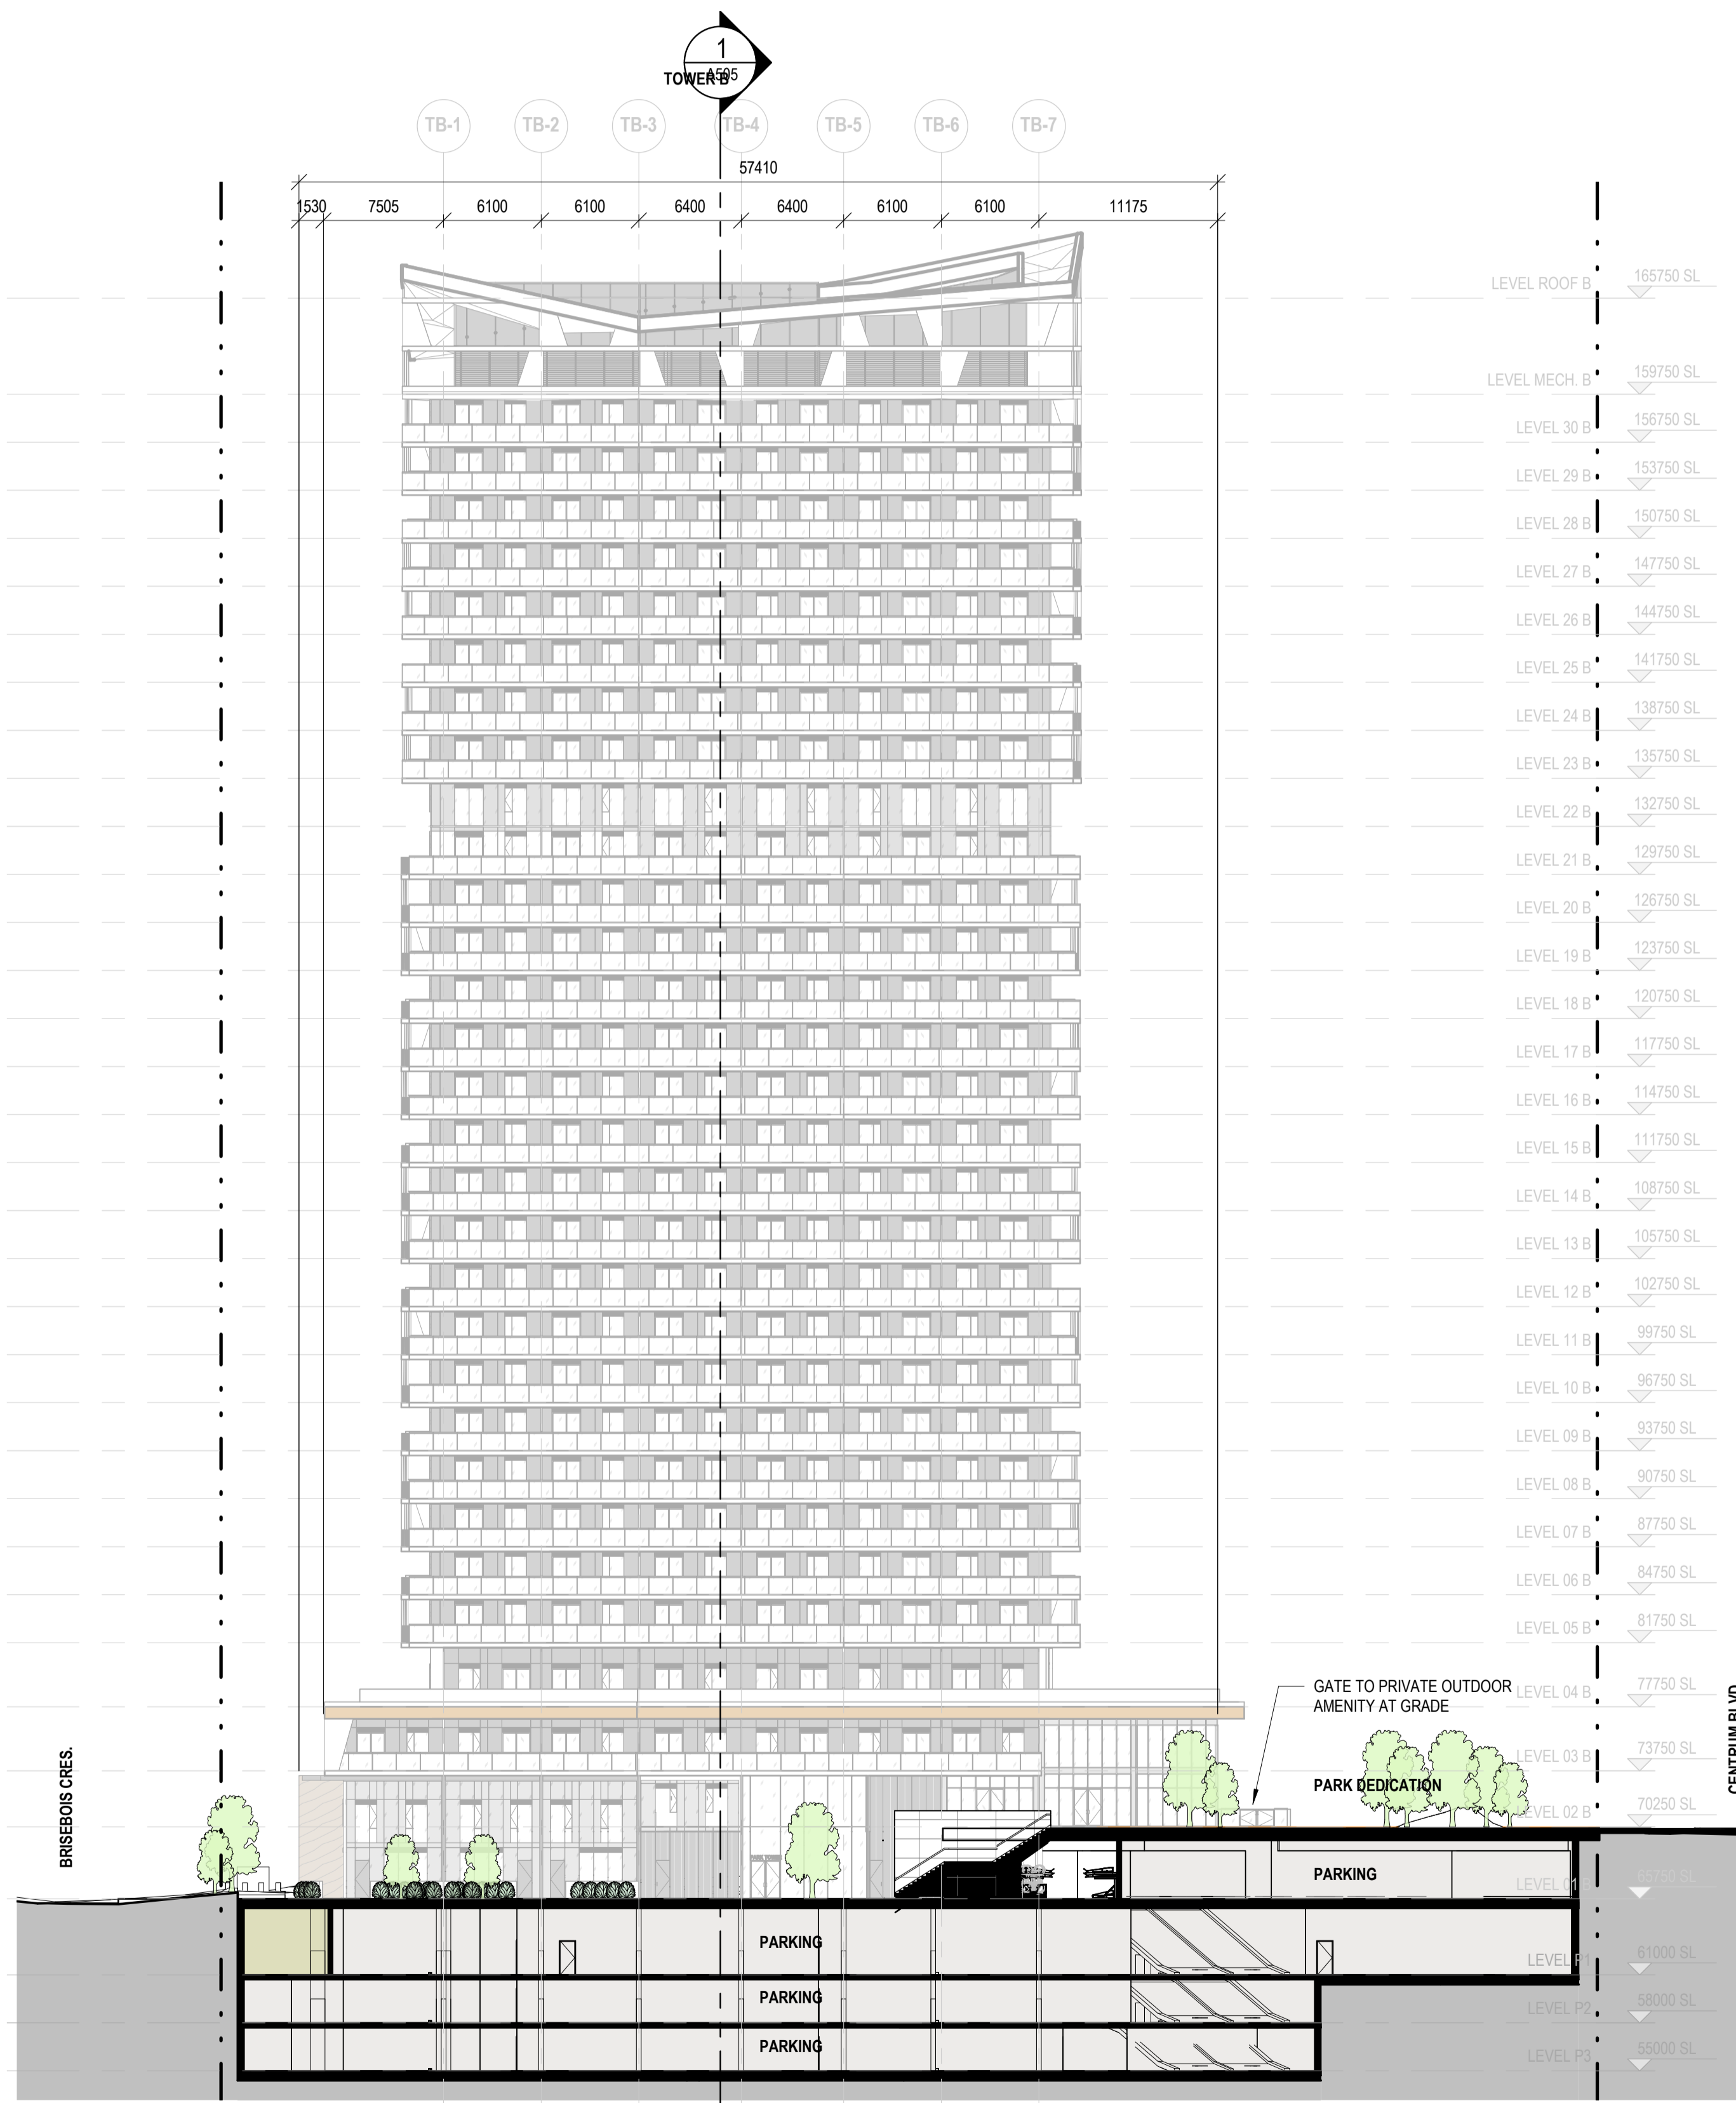 1
A505
TOWER B
TB-1 TB-2 TB-3 TB-4 TB-5 TB-6 TB-7
57410
1530 7505 6100 6100 6400 6400 6100 6100 11175
LEVEL ROOF B 165750 SL
LEVEL MECH. B 159750 SL
LEVEL 30 B 156750 SL
LEVEL 29 B 153750 SL
LEVEL 28 B 150750 SL
LEVEL 27 B 147750 SL
LEVEL 26 B 144750 SL
LEVEL 25 B 141750 SL
LEVEL 24 B 138750 SL
LEVEL 23 B 135750 SL
LEVEL 22 B 132750 SL
LEVEL 21 B 129750 SL
LEVEL 20 B 126750 SL
LEVEL 19 B 123750 SL
LEVEL 18 B 120750 SL
LEVEL 17 B 117750 SL
LEVEL 16 B 114750 SL
LEVEL 15 B 111750 SL
LEVEL 14 B 108750 SL
LEVEL 13 B 105750 SL
LEVEL 12 B 102750 SL
LEVEL 11 B 99750 SL
LEVEL 10 B 96750 SL
LEVEL 09 B 93750 SL
LEVEL 08 B 90750 SL
LEVEL 07 B 87750 SL
LEVEL 06 B 84750 SL
LEVEL 05 B 81750 SL
GATE TO PRIVATE OUTDOOR
AMENITY AT GRADE
LEVEL 04 B 77750 SL
LEVEL 03 B 73750 SL
BRISEBOIS CRES.
CENTRUM BLVD
PARK DEDICATION
LEVEL 02 B 70250 SL
PARKING
LEVEL 01 B 65750 SL
PARKING
LEVEL P1 61000 SL
PARKING
LEVEL P2 58000 SL
PARKING
LEVEL P3 55000 SL